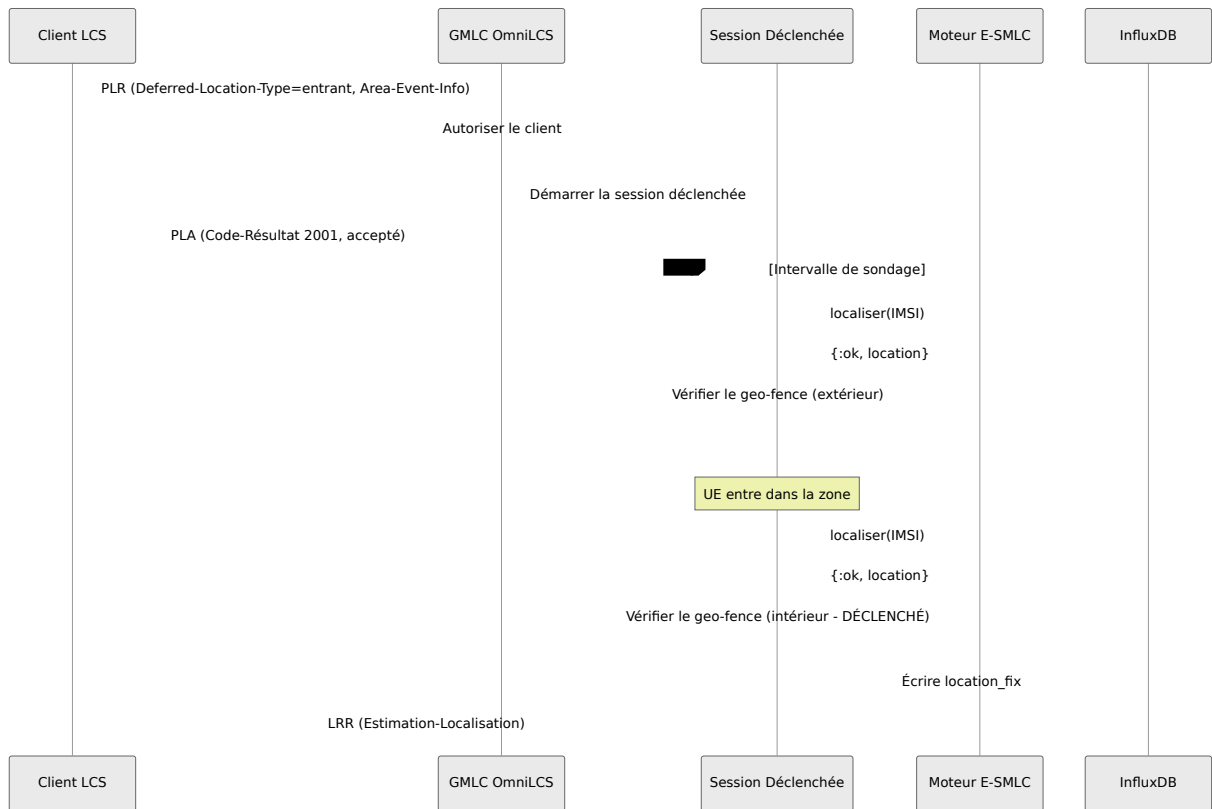 Client LCS
GMLC OmniLCS
Session Déclenchée
Moteur E-SMLC
InfluxDB
PLR (Deferred-Location-Type=entrant, Area-Event-Info)
Autoriser le client
Démarrer la session déclenchée
PLA (Code-Résultat 2001, accepté)
[Intervalle de sondage]
localiser(IMSI)
{:ok, location}
Vérifier le geo-fence (extérieur)
UE entre dans la zone
localiser(IMSI)
{:ok, location}
Vérifier le geo-fence (intérieur - DÉCLENCHÉ)
Écrire location_fix
LRR (Estimation-Localisation)
Client LCS
GMLC OmniLCS
Session Déclenchée
Moteur E-SMLC
InfluxDB